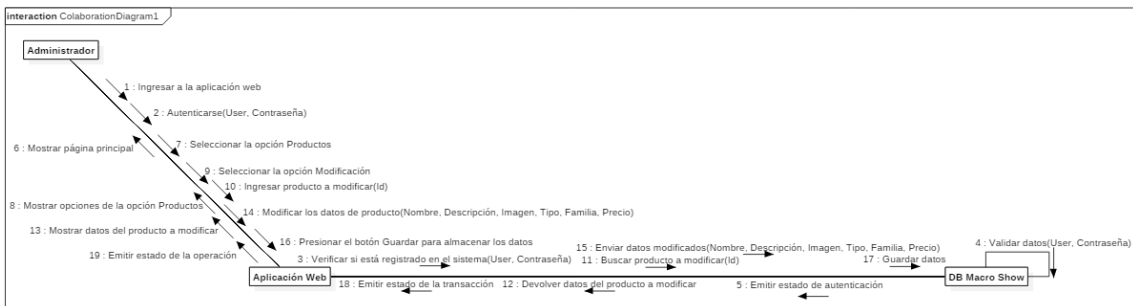 interaction ColaborationDiagram1
Administrador
1 : Ingresar a la aplicación web
2 : Autenticarse(User, Contraseña)
6 : Mostrar página principal
7 : Seleccionar la opción Productos
9 : Seleccionar la opción Modificación
10 : Ingresar producto a modificar(Id)
8 : Mostrar opciones de la opción Productos
14 : Modificar los datos de producto(Nombre, Descripción, Imagen, Tipo, Familia, Precio)
13 : Mostrar datos del producto a modificar
16 : Presionar el botón Guardar para almacenar los datos
15 : Enviar datos modificados(Nombre, Descripción, Imagen, Tipo, Familia, Precio)
4 : Validar datos(User, Contraseña)
19 : Emitir estado de la operación
3 : Verificar si está registrado en el sistema(User, Contraseña)
11 : Buscar producto a modificar(Id)
17 : Guardar datos
Aplicación Web
DB Macro Show
18 : Emitir estado de la transacción
12 : Devolver datos del producto a modificar
5 : Emitir estado de autenticación